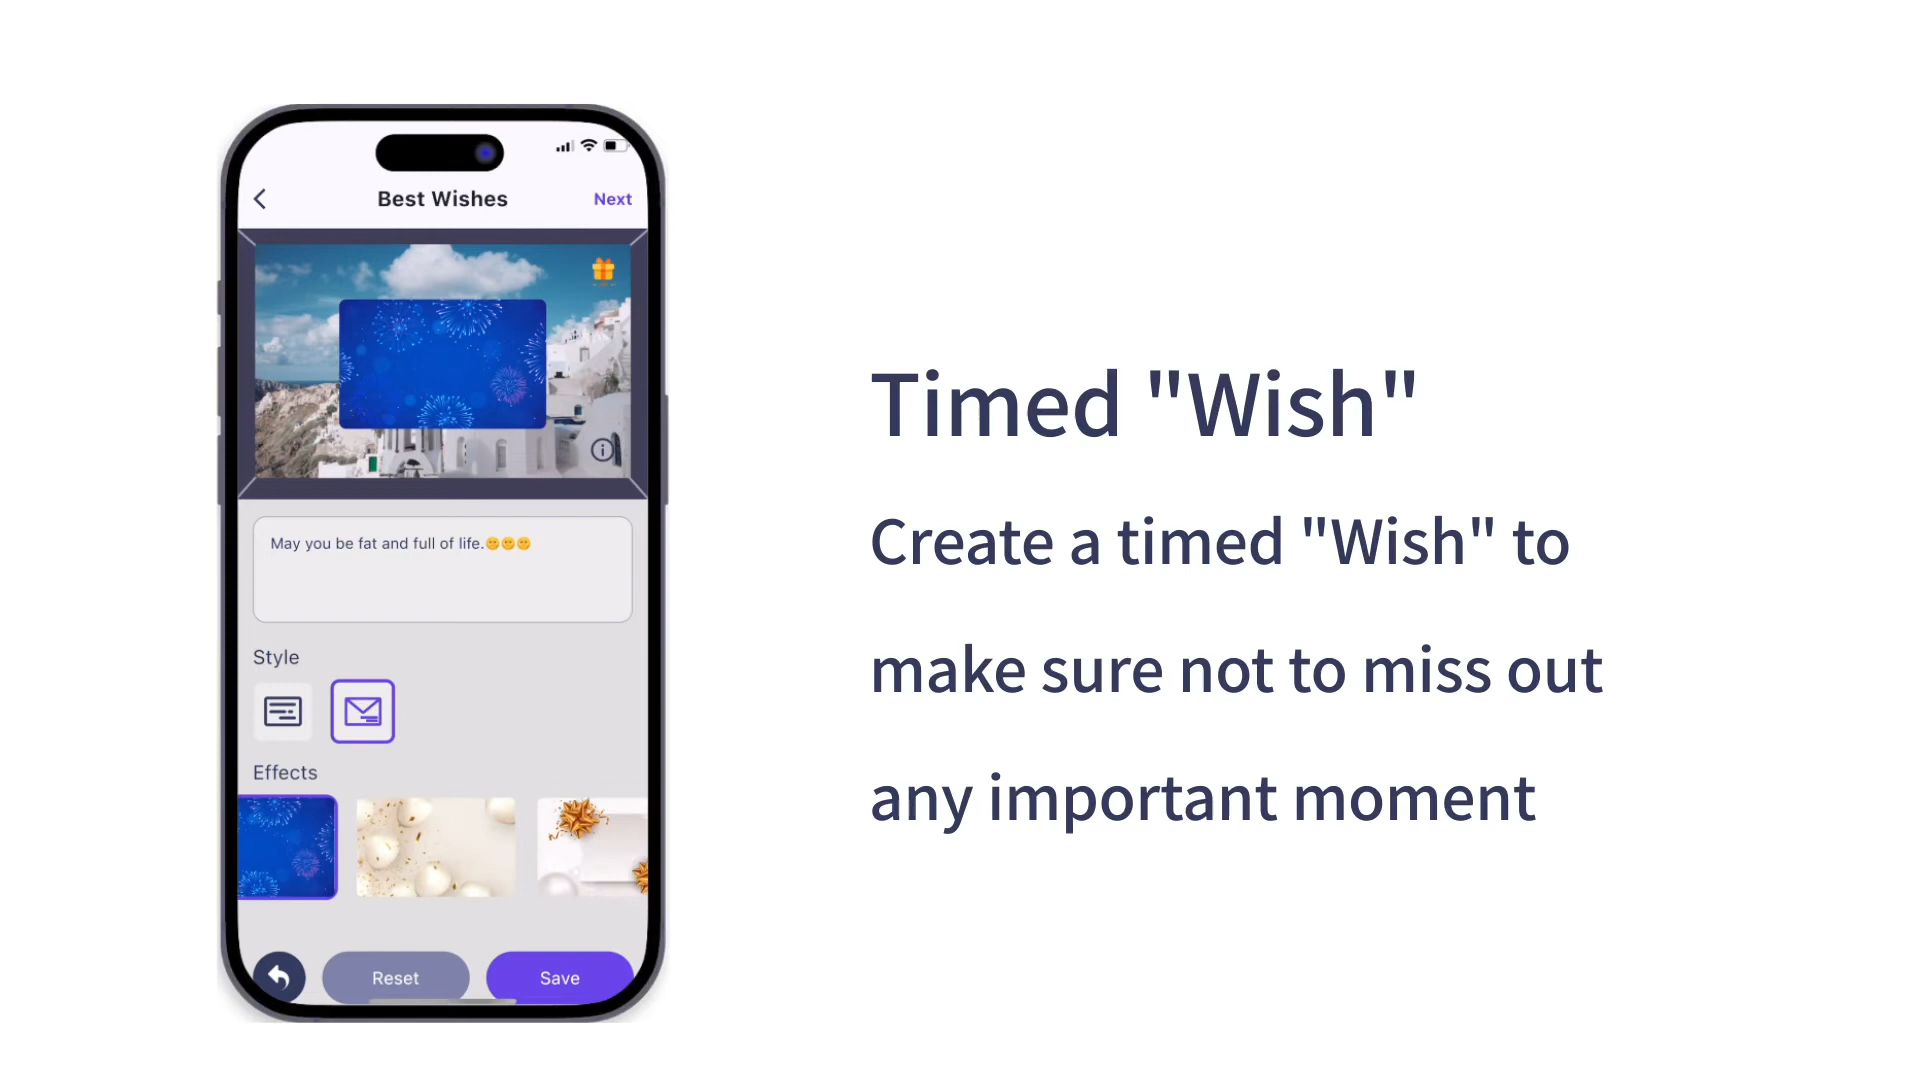 Best Wishes
Next
May you be fat and full of life.
Style
Effects
Reset
Save
Timed "Wish"
Create a timed "Wish" to
make sure not to miss out
any important moment